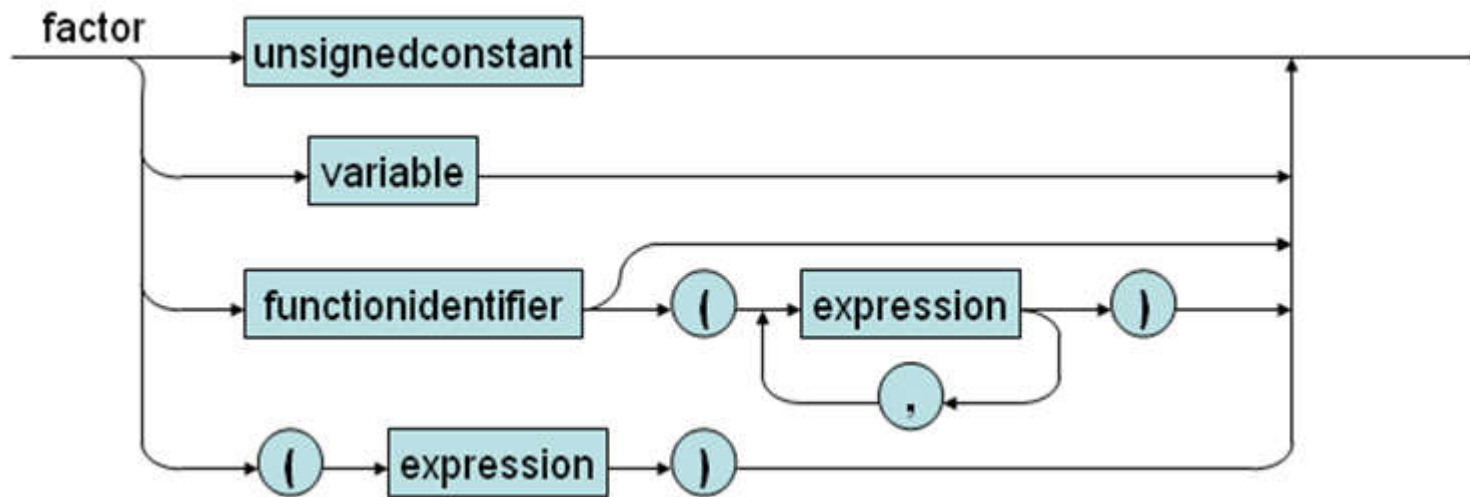 factor
unsignedconstant
variable
functionidentifier ( expression )
,
( expression )